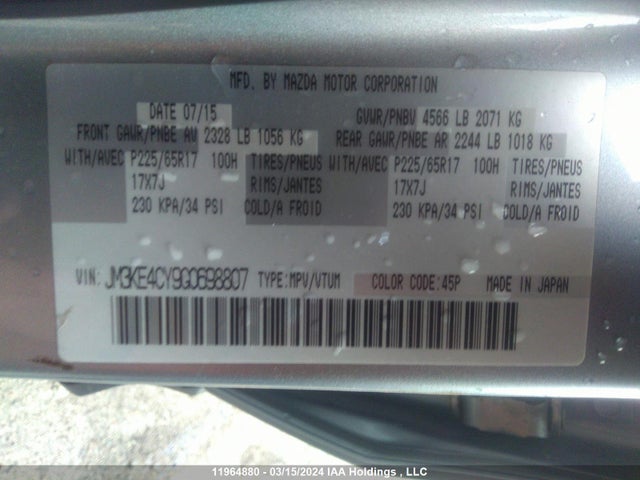 MFD. BY MAZDA MOTOR CORPORATION
DATE 07/15 GVWR/PNBV 4566 LB 2071 KG
FRONT GAWR/PNBE AV 2328 LB 1056 KG REAR GAWR/PNBE AR 2244 LB 1018 KG
WITH/AVEC P225/65R17 100H TIRES/PNEUS WITH/AVEC P225/65R17 100H TIRES/PNEUS
17X7J RIMS/JANTES 17X7J RIMS/JANTES
230 KPA/34 PSI COLD/A FROID 230 KPA/34 PSI COLD/A FROID
VIN: JM3KE4CY9G0698807 TYPE:MPV/VTUM COLOR CODE:45P MADE IN JAPAN
11964880 - 03/15/2024 IAA Holdings , LLC